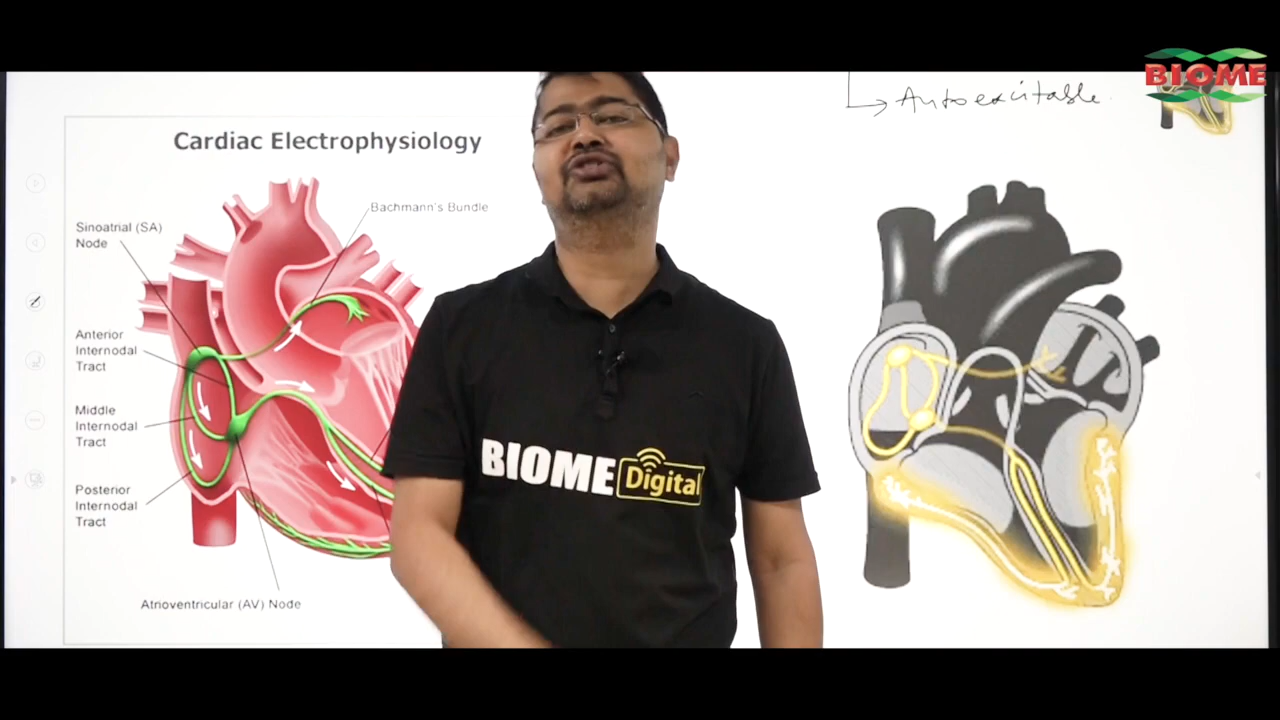 BIOME
Autoexcitable
Cardiac Electrophysiology
Bachmann's Bundle
Sinoatrial (SA)
Node
Anterior
Internodal
Tract
Middle
Internodal
Tract
Posterior
Internodal
Tract
Atrioventricular (AV) Node
BIOME Digital